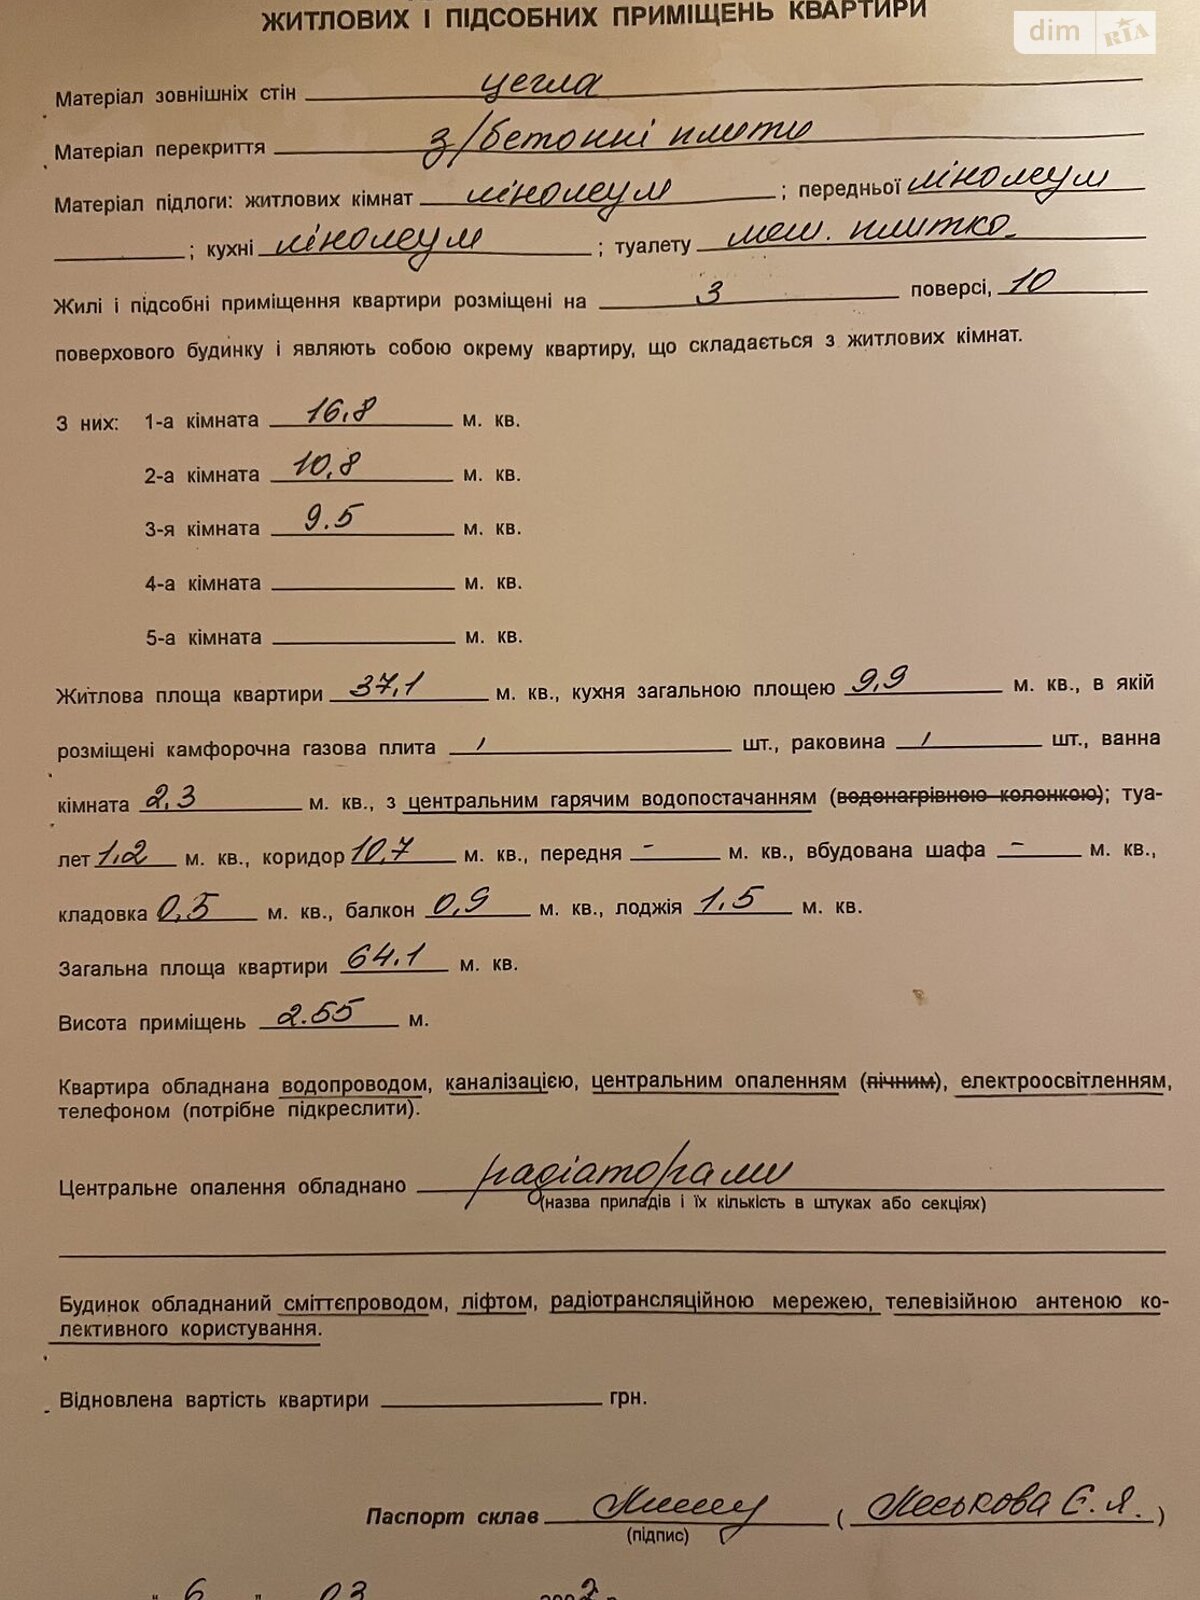 ЖИТЛОВИХ І ПІДСОБНИХ ПРИМІЩЕНЬ КВАРТИРИ
dim RIA
Матеріал зовнішніх стін цегла
Матеріал перекриття з/бетонні плити
Матеріал підлоги: житлових кімнат лінолеум ; передньої лінолеум
; кухні лінолеум ; туалету меш. плитко
Жилі і підсобні приміщення квартири розміщені на 3 поверсі, 10
поверхового будинку і являють собою окрему квартиру, що складається з житлових кімнат.
З них: 1-а кімната 16,8 м. кв.
2-а кімната 10,8 м. кв.
3-я кімната 9.5 м. кв.
4-а кімната м. кв.
5-а кімната м. кв.
Житлова площа квартири 37,1 м. кв., кухня загальною площею 9,9 м. кв., в якій
розміщені камфорочна газова плита 1 шт., раковина 1 шт., ванна
кімната 2,3 м. кв., з центральним гарячим водопостачанням (водонагрівною колонкою); туа-
лет 1,2 м. кв., коридор 10,7 м. кв., передня - м. кв., вбудована шафа - м. кв.,
кладовка 0,5 м. кв., балкон 0,9 м. кв., лоджія 1.5 м. кв.
Загальна площа квартири 64.1 м. кв.
Висота приміщень 2.55 м.
Квартира обладнана водопроводом, каналізацією, центральним опаленням (пічним), електроосвітленням,
телефоном (потрібне підкреслити).
Центральне опалення обладнано радіаторами
(назва приладів і їх кількість в штуках або секціях)
Будинок обладнаний сміттєпроводом, ліфтом, радіотрансляційною мережею, телевізійною антеною ко-
лективного користування.
Відновлена вартість квартири грн.
Паспорт склав (Леськова Є. Я.)
(підпис)
" 6 " 03 2002 р.